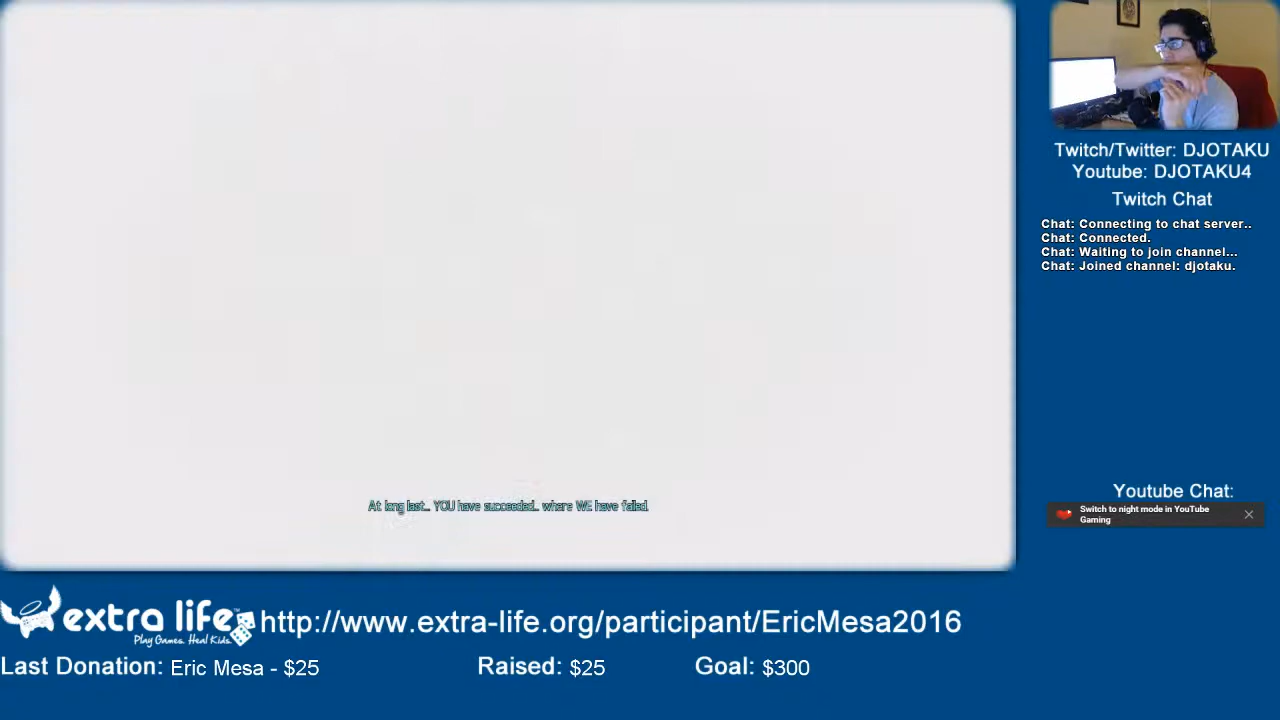 Twitch/Twitter: DJOTAKU
Youtube: DJOTAKU4
Twitch Chat
Chat: Connecting to chat server..
Chat: Connected.
Chat: Waiting to join channel...
Chat: Joined channel: djotaku.
At long last... YOU have succeeded... where WE have failed.
Youtube Chat:
Switch to night mode in YouTube
Gaming
extra life
Play Games. Heal Kids.
http://www.extra-life.org/participant/EricMesa2016
Last Donation: Eric Mesa - $25
Raised: $25
Goal: $300